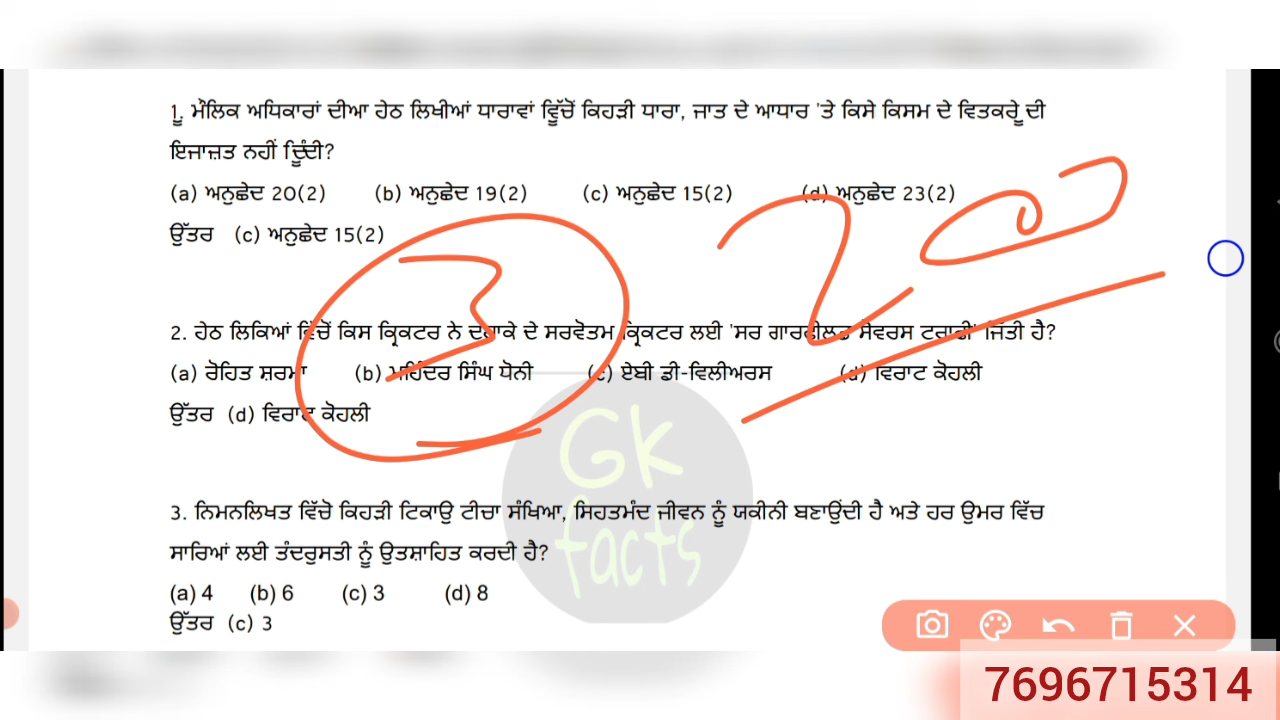 1. ਮੌਲਿਕ ਅਧਿਕਾਰਾਂ ਦੀਆ ਹੇਠ ਲਿਖੀਆਂ ਧਾਰਾਵਾਂ ਵਿੱਚੋਂ ਕਿਹੜੀ ਧਾਰਾ, ਜਾਤ ਦੇ ਆਧਾਰ 'ਤੇ ਕਿਸੇ ਕਿਸਮ ਦੇ ਵਿਤਕਰੇ ਦੀ
ਇਜਾਜ਼ਤ ਨਹੀਂ ਦਿੰਦੀ?
(a) ਅਨੁਛੇਦ 20(2) (b) ਅਨੁਛੇਦ 19(2) (c) ਅਨੁਛੇਦ 15(2) (d) ਅਨੁਛੇਦ 23(2)
ਉੱਤਰ (c) ਅਨੁਛੇਦ 15(2)
3 20
2. ਹੇਠ ਲਿਕਿਆਂ ਵਿੱਚੋਂ ਕਿਸ ਕ੍ਰਿਕਟਰ ਨੇ ਦਹਾਕੇ ਦੇ ਸਰਵੋਤਮ ਕ੍ਰਿਕਟਰ ਲਈ 'ਸਰ ਗਾਰਫੀਲਡ ਸੋਵਰਸ ਟਰਾਫੀ' ਜਿੱਤੀ ਹੈ?
(a) ਰੋਹਿਤ ਸ਼ਰਮਾ (b) ਮਹਿੰਦਰ ਸਿੰਘ ਧੋਨੀ (c) ਏਬੀ ਡੀ-ਵਿਲੀਅਰਸ (d) ਵਿਰਾਟ ਕੋਹਲੀ
ਉੱਤਰ (d) ਵਿਰਾਟ ਕੋਹਲੀ
Gk
facts
3. ਨਿਮਨਲਿਖਤ ਵਿੱਚੋ ਕਿਹੜੀ ਟਿਕਾਉ ਟੀਚਾ ਸੰਖਿਆ, ਸਿਹਤਮੰਦ ਜੀਵਨ ਨੂੰ ਯਕੀਨੀ ਬਣਾਉਂਦੀ ਹੈ ਅਤੇ ਹਰ ਉਮਰ ਵਿੱਚ
ਸਾਰਿਆਂ ਲਈ ਤੰਦਰੁਸਤੀ ਨੂੰ ਉਤਸ਼ਾਹਿਤ ਕਰਦੀ ਹੈ?
(a) 4 (b) 6 (c) 3 (d) 8
ਉੱਤਰ (c) 3
7696715314